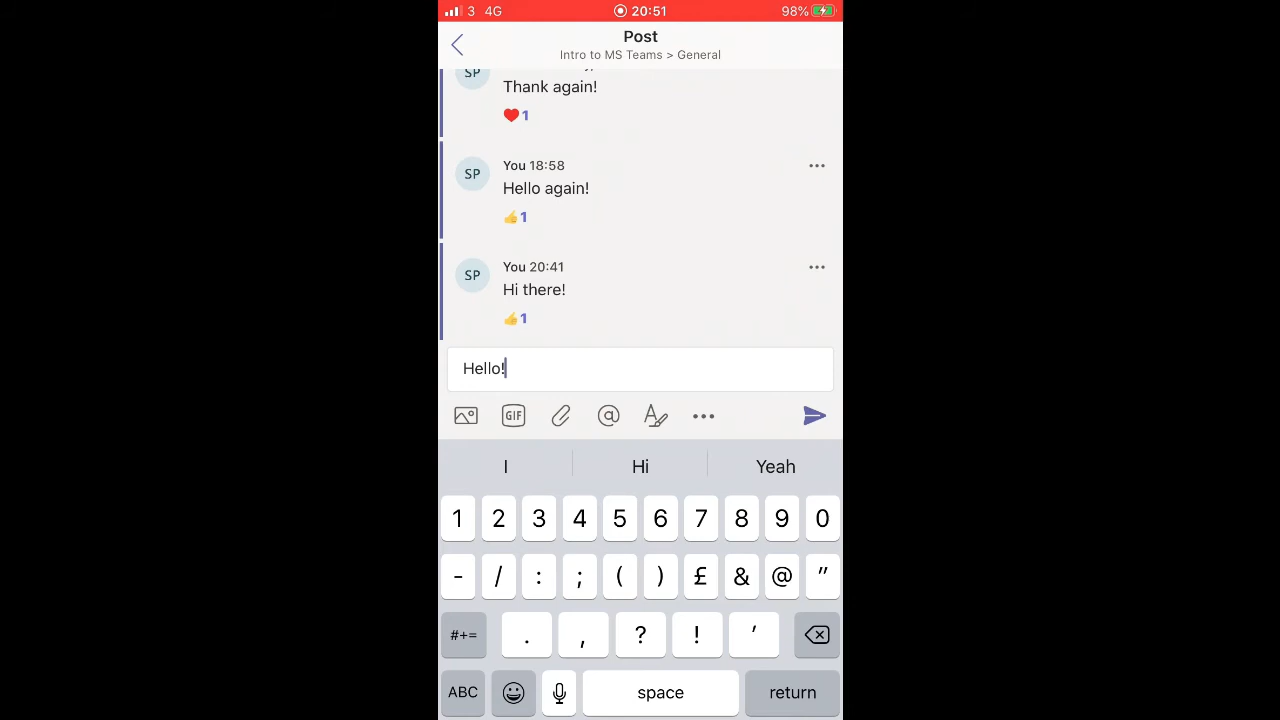 3 4G 20:51 98%
Post
Intro to MS Teams > General
SP
Thank again!
1
You 18:58
SP
Hello again!
1
You 20:41
SP
Hi there!
1
Hello!
GIF @ A
I Hi Yeah
1 2 3 4 5 6 7 8 9 0
- / : ; ( ) £ & @ "
#+= . , ? ! '
ABC space return